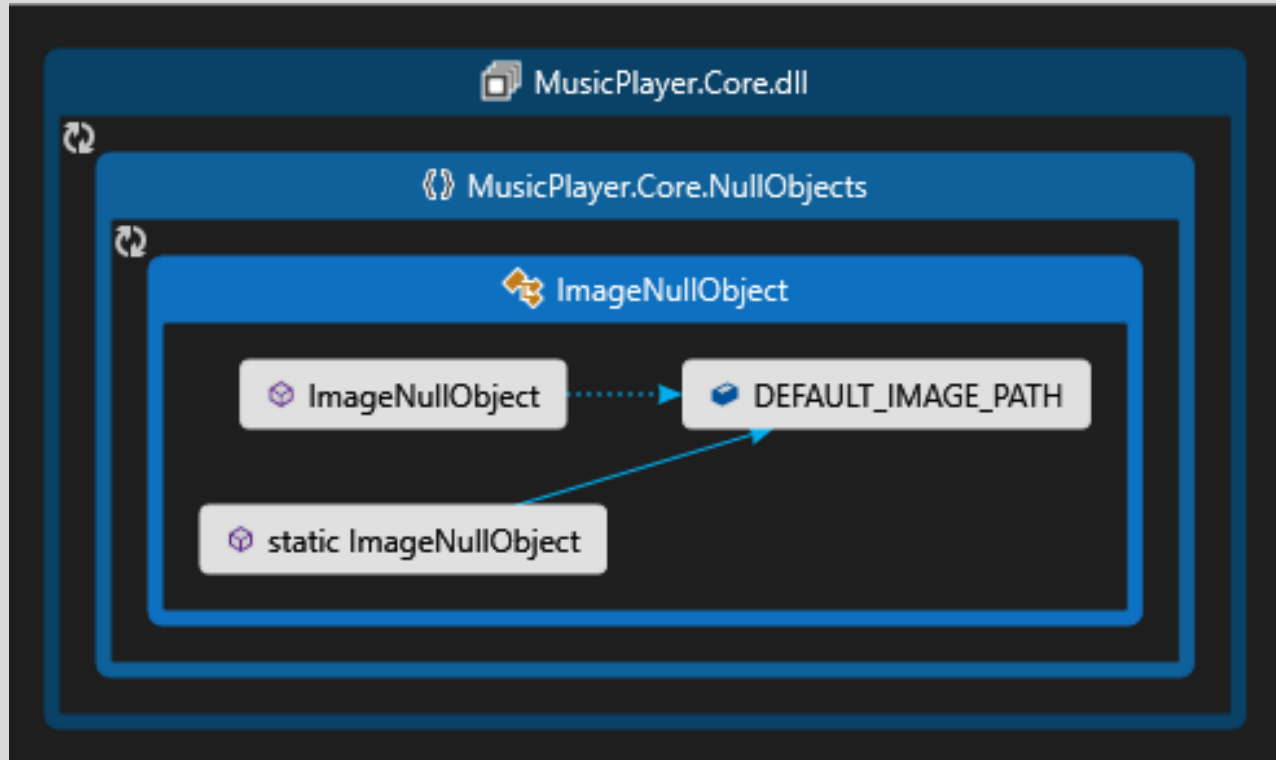 MusicPlayer.Core.dll
MusicPlayer.Core.NullObjects
ImageNullObject
ImageNullObject
DEFAULT_IMAGE_PATH
static ImageNullObject